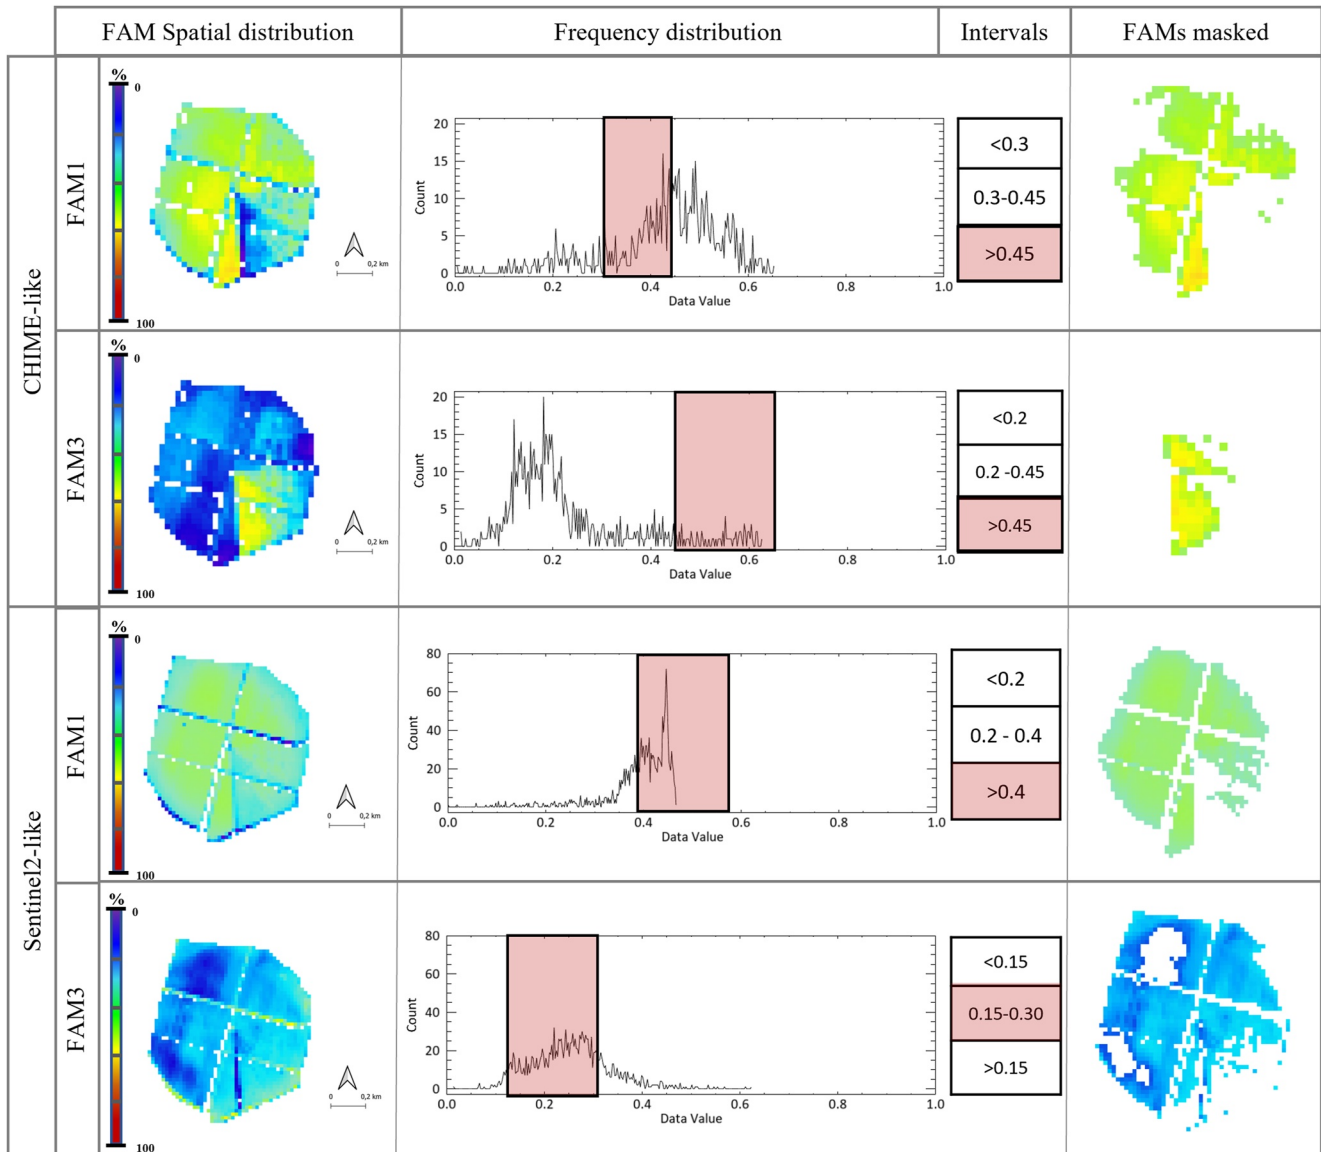 FAM Spatial distribution
Frequency distribution
Intervals
FAMs masked
CHIME-like
FAM1
%
0
100
0 0,2 km
Count
20
15
10
5
0
0.0 0.2 0.4 0.6 0.8 1.0
Data Value
<0.3
0.3-0.45
>0.45
FAM3
%
0
100
0 0,2 km
Count
20
15
10
5
0
0.0 0.2 0.4 0.6 0.8 1.0
Data Value
<0.2
0.2 -0.45
>0.45
Sentinel2-like
FAM1
%
0
100
0 0,2 km
Count
80
60
40
20
0
0.0 0.2 0.4 0.6 0.8 1.0
Data Value
<0.2
0.2 - 0.4
>0.4
FAM3
%
0
100
0 0,2 km
Count
80
60
40
20
0
0.0 0.2 0.4 0.6 0.8 1.0
Data Value
<0.15
0.15-0.30
>0.15